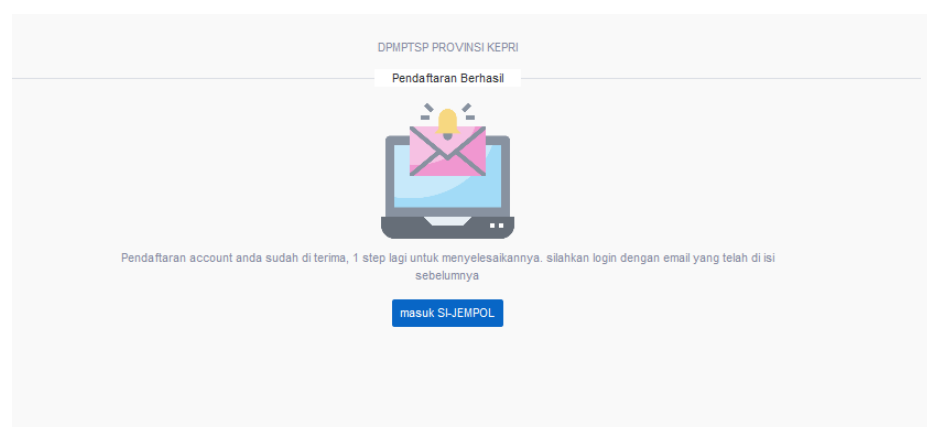 DPMPTSP PROVINSI KEPRI
Pendaftaran Berhasil
Pendaftaran account anda sudah di terima, 1 step lagi untuk menyelesaikannya. silahkan login dengan email yang telah di isi
sebelumnya
masuk SI-JEMPOL